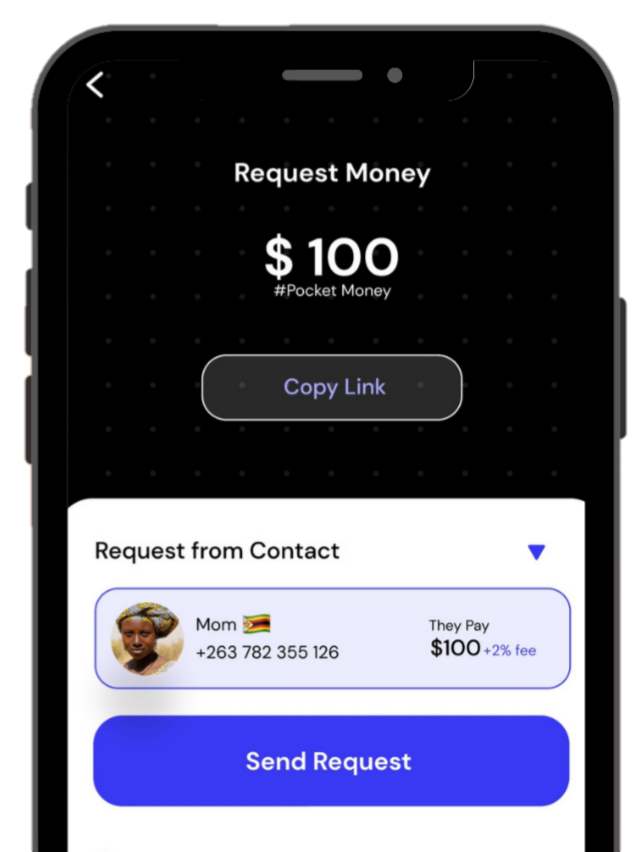 Request Money
$ 100
#Pocket Money
Copy Link
Request from Contact
Mom 🇿🇼
+263 782 355 126
They Pay
$100 +2% fee
Send Request